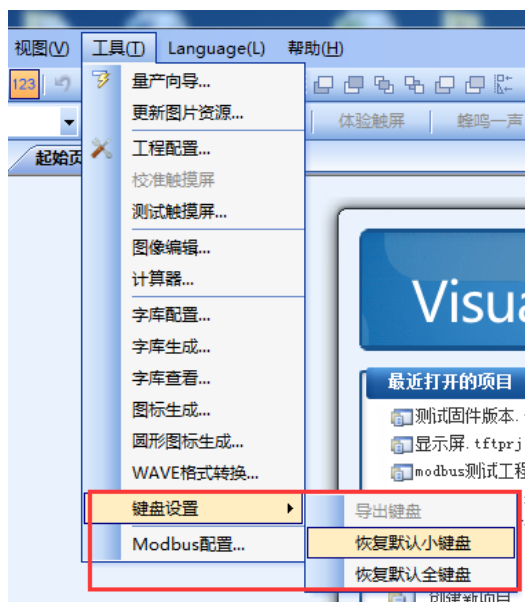 视图(V) 工具(T) Language(L) 帮助(H)
123
量产向导...
更新图片资源...
体验触屏 蜂鸣一声
工程配置...
起始页
校准触摸屏
测试触摸屏...
图像编辑...
计算器...
Visua
字库配置...
字库生成...
字库查看...
最近打开的项目
图标生成...
测试固件版本.
圆形图标生成...
显示屏.tftprj
WAVE格式转换...
modbus测试工程
键盘设置
导出键盘
Modbus配置...
恢复默认小键盘
恢复默认全键盘
创建新项目